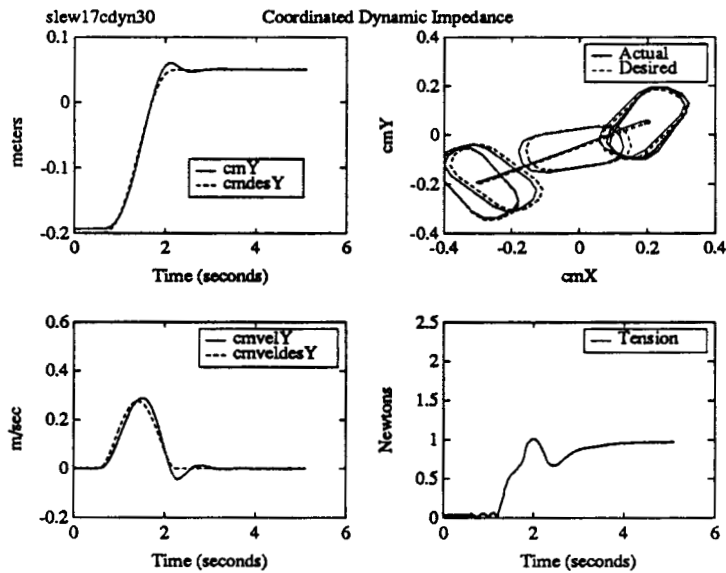 slew17cdyn30 Coordinated Dynamic Impedance
0.1
0
-0.1
-0.2
meters
cmY
cmdesY
0 2 4 6
Time (seconds)
0.4
0.2
0
-0.2
-0.4
cmY
Actual
Desired
-0.4 -0.2 0 0.2 0.4
cmX
0.6
0.4
0.2
0
-0.2
m/sec
cmvelY
cmveldesY
0 2 4 6
Time (seconds)
2.5
2
1.5
1
0.5
0
Newtons
Tension
0 2 4 6
Time (seconds)